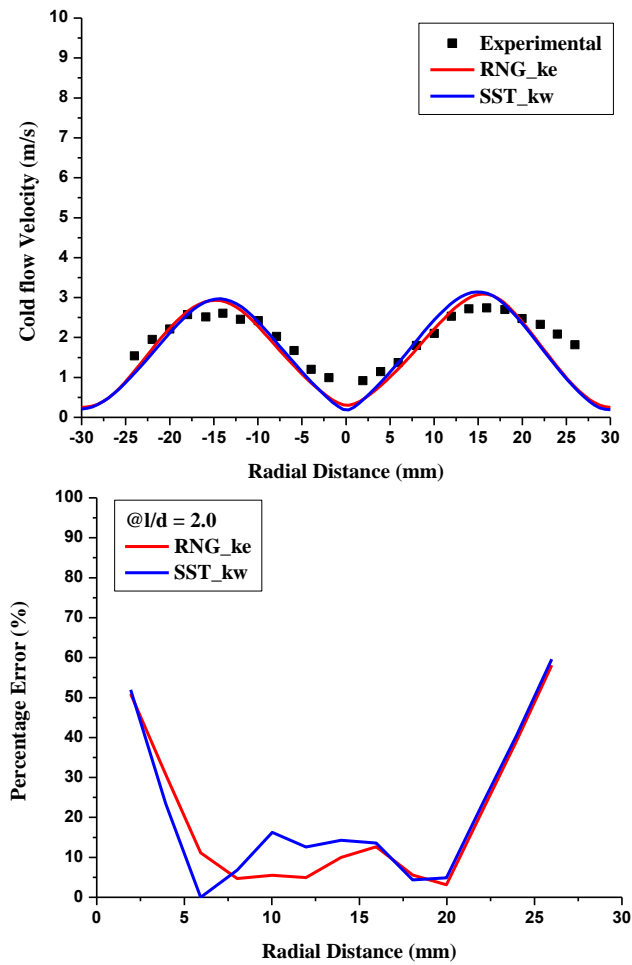 10
9
8
7
6
5
4
3
2
1
0
Cold flow Velocity (m/s)
Experimental
RNG_ke
SST_kw
-30 -25 -20 -15 -10 -5 0 5 10 15 20 25 30
Radial Distance (mm)
100
90
80
70
60
50
40
30
20
10
0
Percentage Error (%)
@l/d = 2.0
RNG_ke
SST_kw
0 5 10 15 20 25 30
Radial Distance (mm)